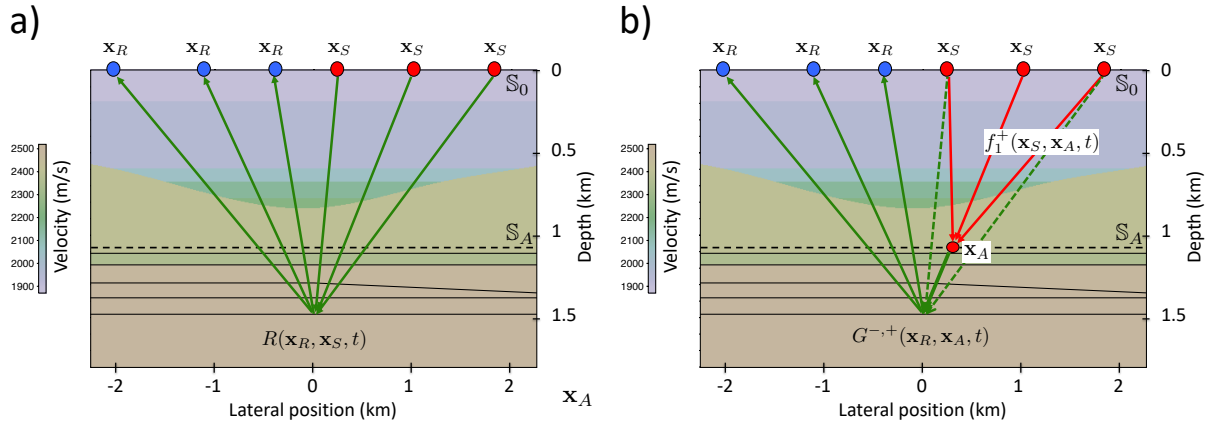 a)
𝐱_R 𝐱_R 𝐱_R 𝐱_S 𝐱_S 𝐱_S
𝕊_0
0
0.5
1
1.5
Depth (km)
𝕊_A
2500
2400
2300
2200
2100
2000
1900
Velocity (m/s)
R(𝐱_R, 𝐱_S, t)
-2 -1 0 1 2
Lateral position (km)
𝐱_A
b)
𝐱_R 𝐱_R 𝐱_R 𝐱_S 𝐱_S 𝐱_S
𝕊_0
0
0.5
1
1.5
Depth (km)
f_1^+(𝐱_S, 𝐱_A, t)
𝕊_A
𝐱_A
2500
2400
2300
2200
2100
2000
1900
Velocity (m/s)
G^{-,+}(𝐱_R, 𝐱_A, t)
-2 -1 0 1 2
Lateral position (km)